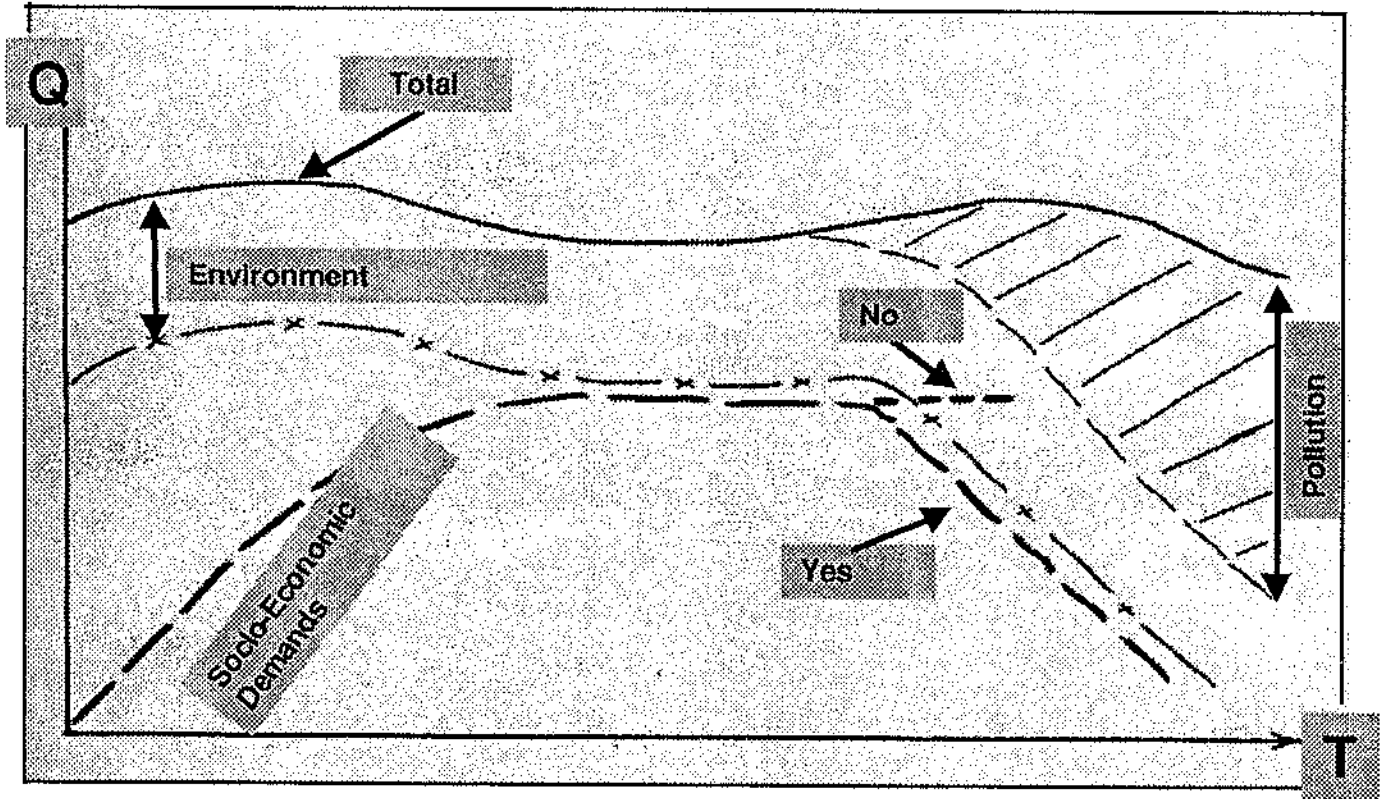 Q
Total
Environment
No
Pollution
Yes
Socio-Economic
Demands
T